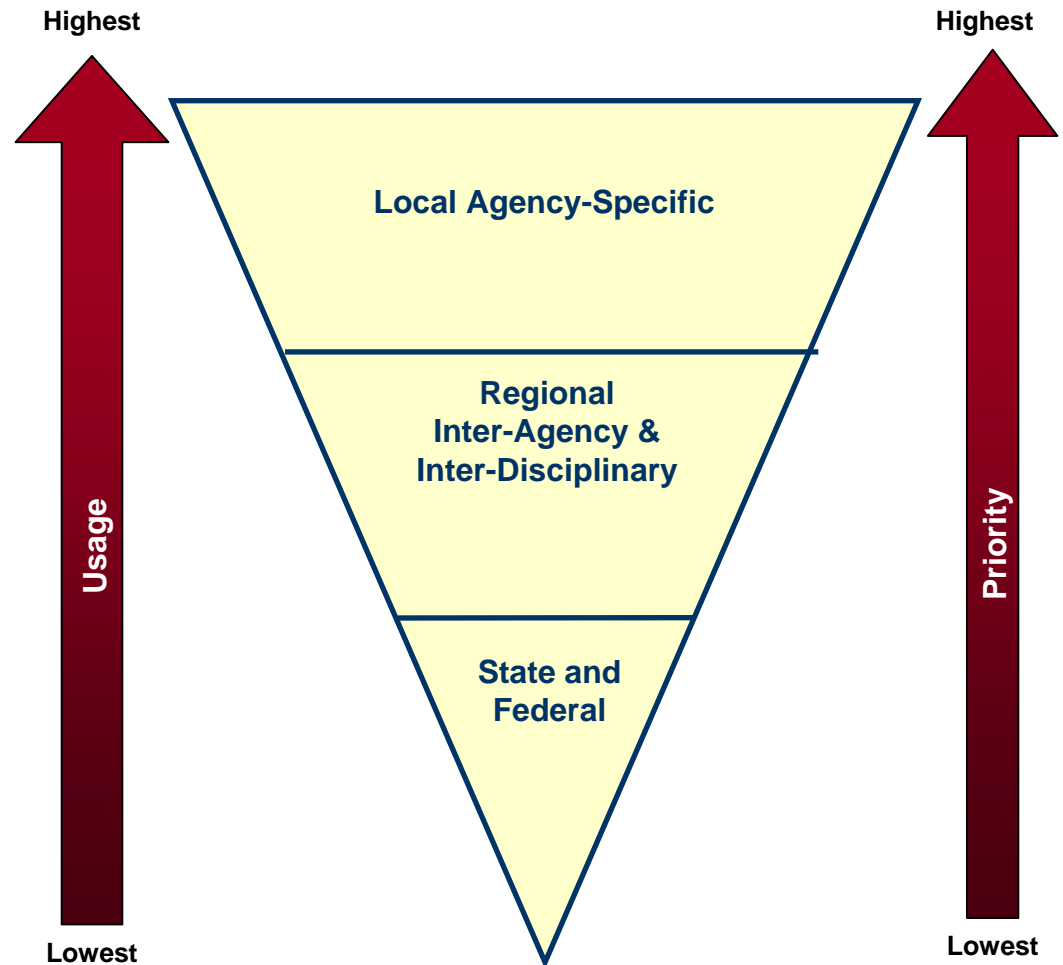 Highest
Highest
Local Agency-Specific
Regional
Inter-Agency &
Inter-Disciplinary
Usage
Priority
State and
Federal
Lowest
Lowest